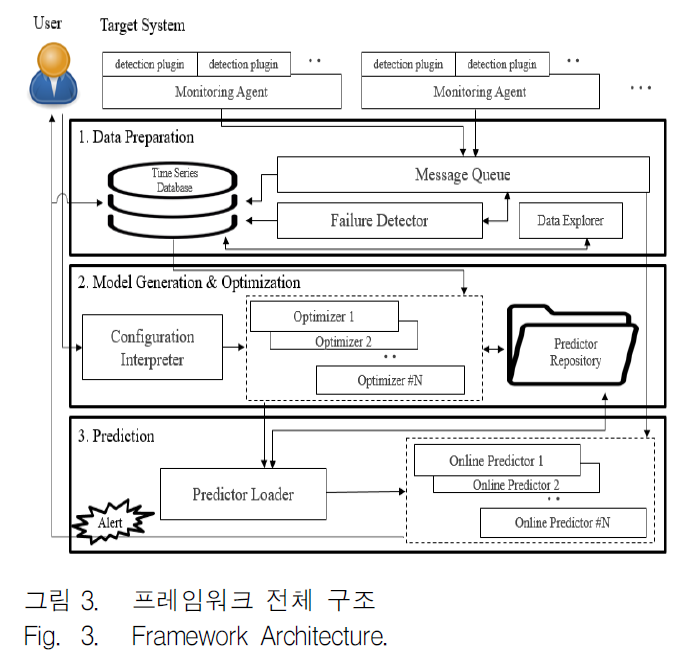 User
Target System
detection plugin
detection plugin
..
Monitoring Agent
detection plugin
detection plugin
..
Monitoring Agent
...
1. Data Preparation
Time Series
Database
Message Queue
Failure Detector
Data Explorer
2. Model Generation & Optimization
Configuration
Interpreter
Optimizer 1
Optimizer 2
..
Optimizer #N
Predictor
Repository
3. Prediction
Predictor Loader
Online Predictor 1
Online Predictor 2
..
Online Predictor #N
Alert
그림 3. 프레임워크 전체 구조
Fig. 3. Framework Architecture.